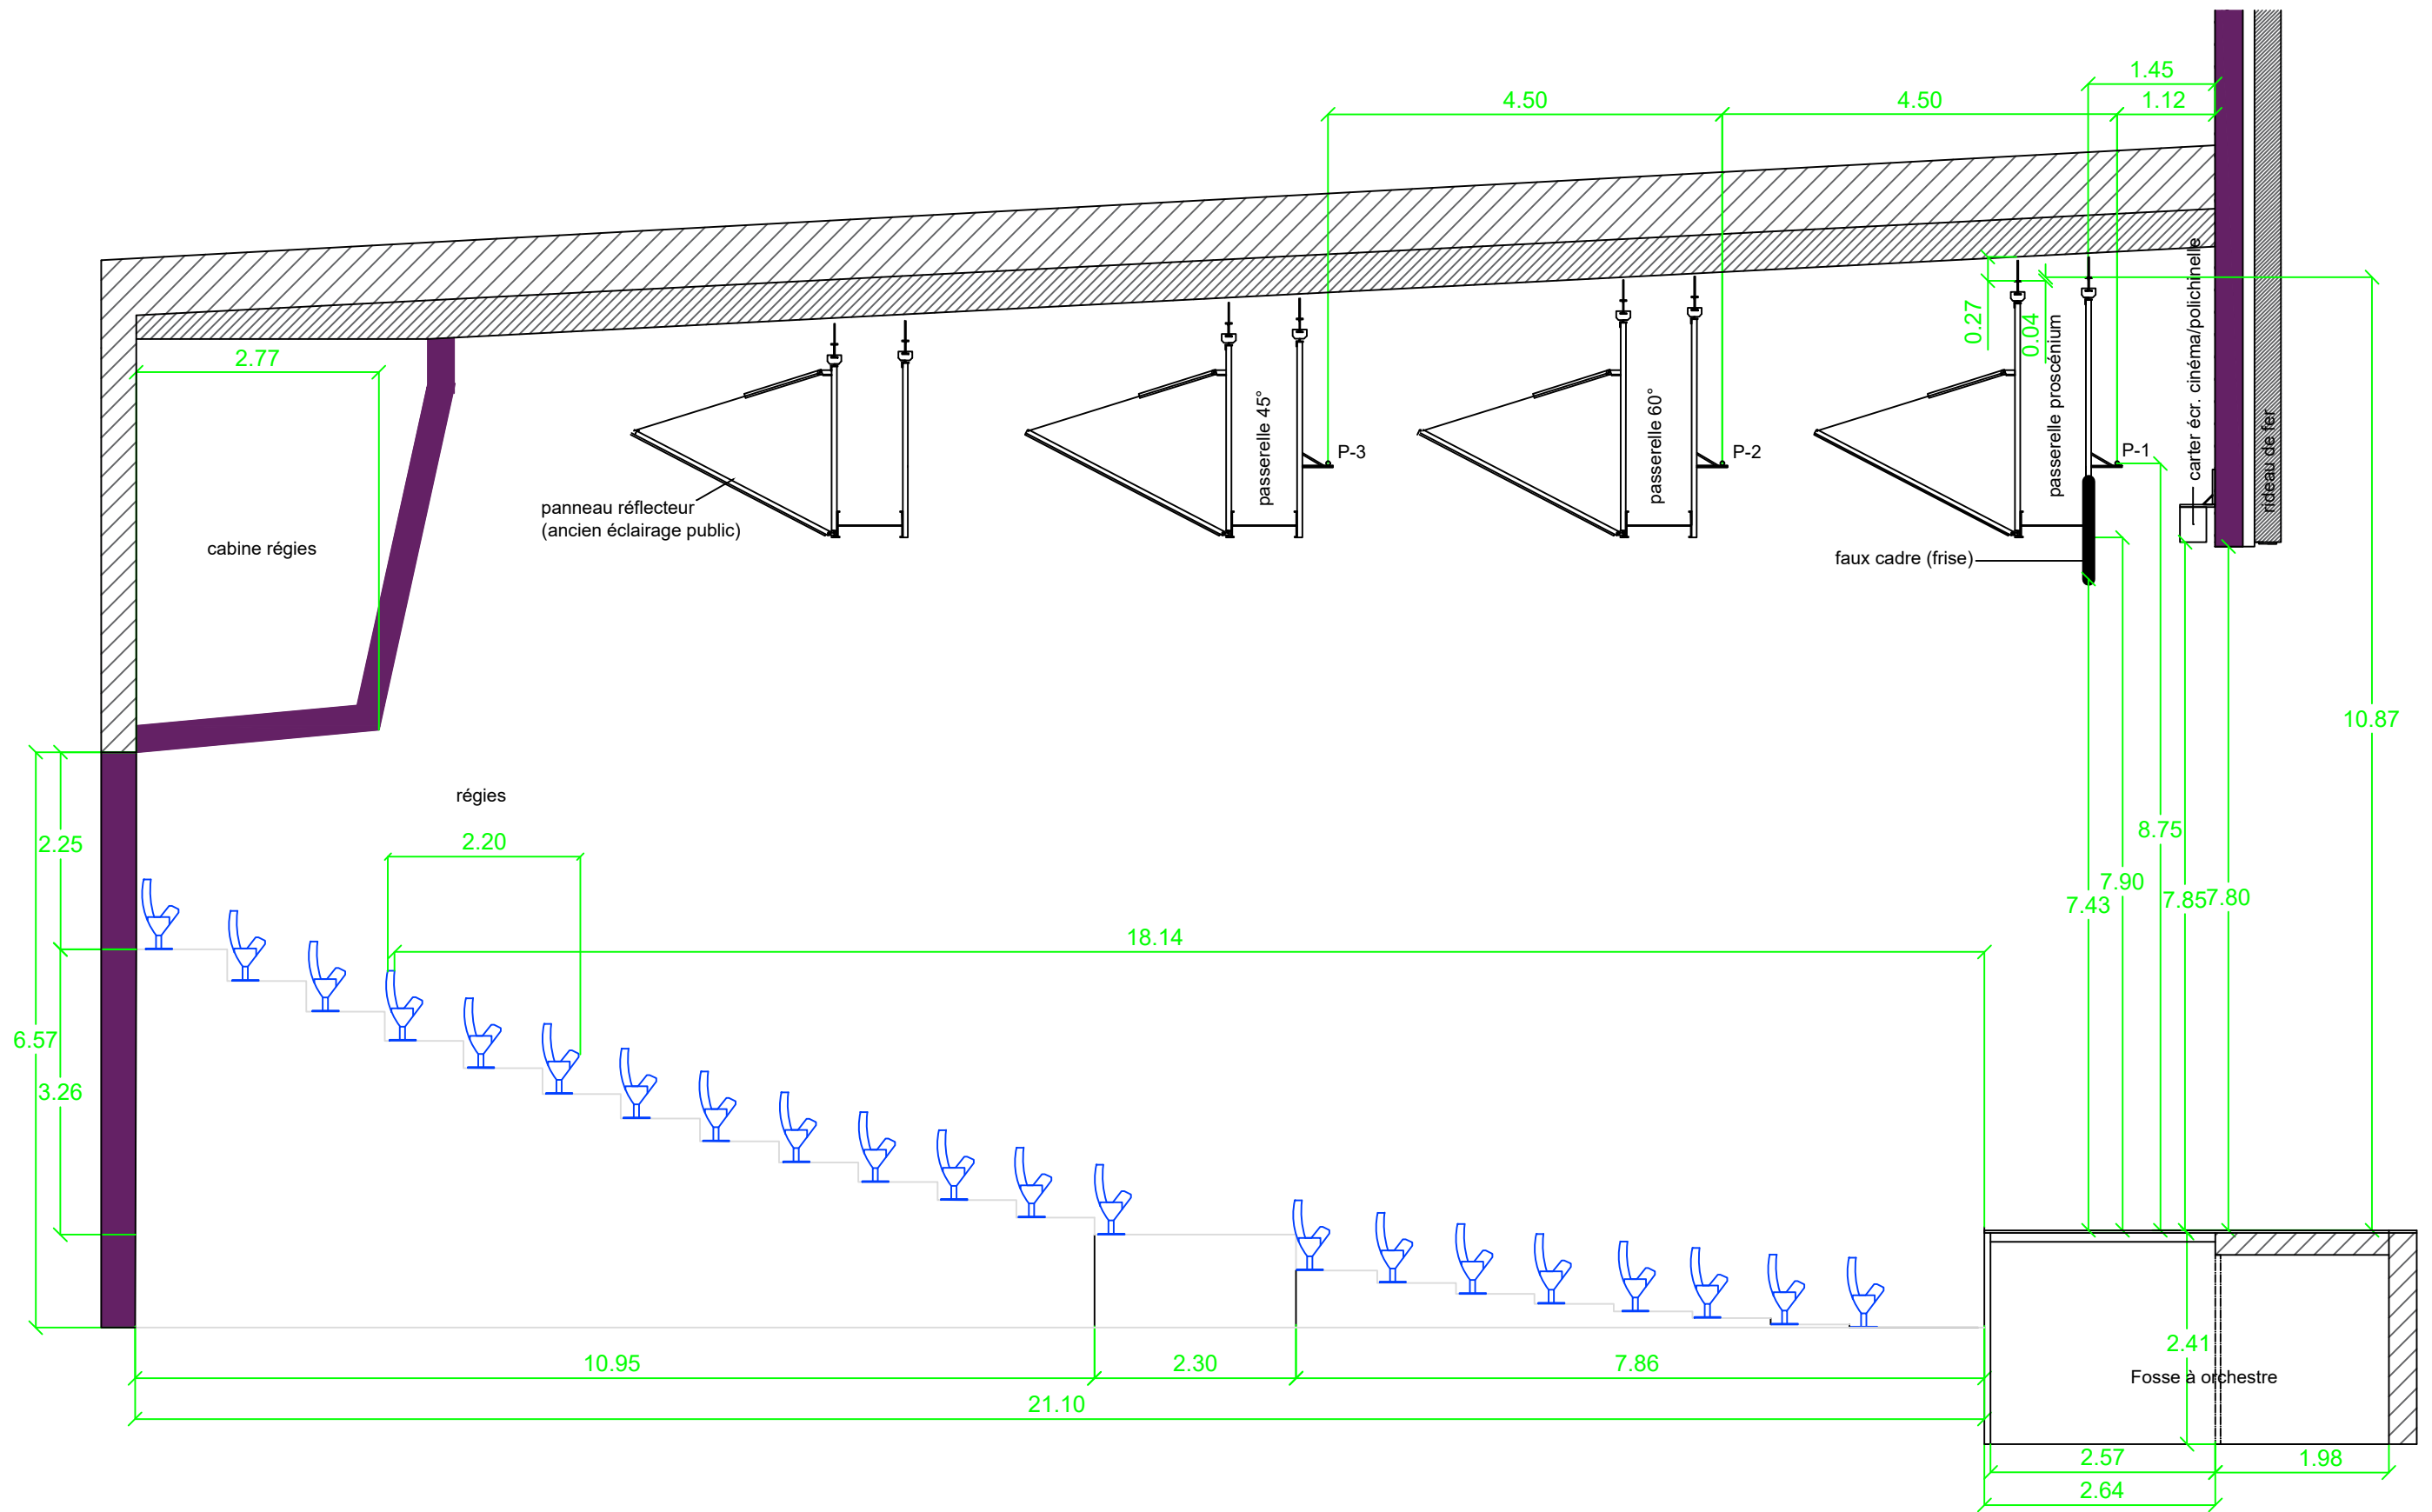 1.45
4.50
4.50
1.12
carter écr. cinéma/polichinelle
0.27
0.04
passerelle proscénium
2.77
passerelle 45°
passerelle 60°
P-3
P-2
P-1
rideau de fer
panneau réflecteur
(ancien éclairage public)
cabine régies
faux cadre (frise)
10.87
régies
2.20
2.25
8.75
7.90
7.43
7.85
7.80
18.14
6.57
3.26
2.41
10.95
2.30
7.86
Fosse à orchestre
21.10
2.57
1.98
2.64